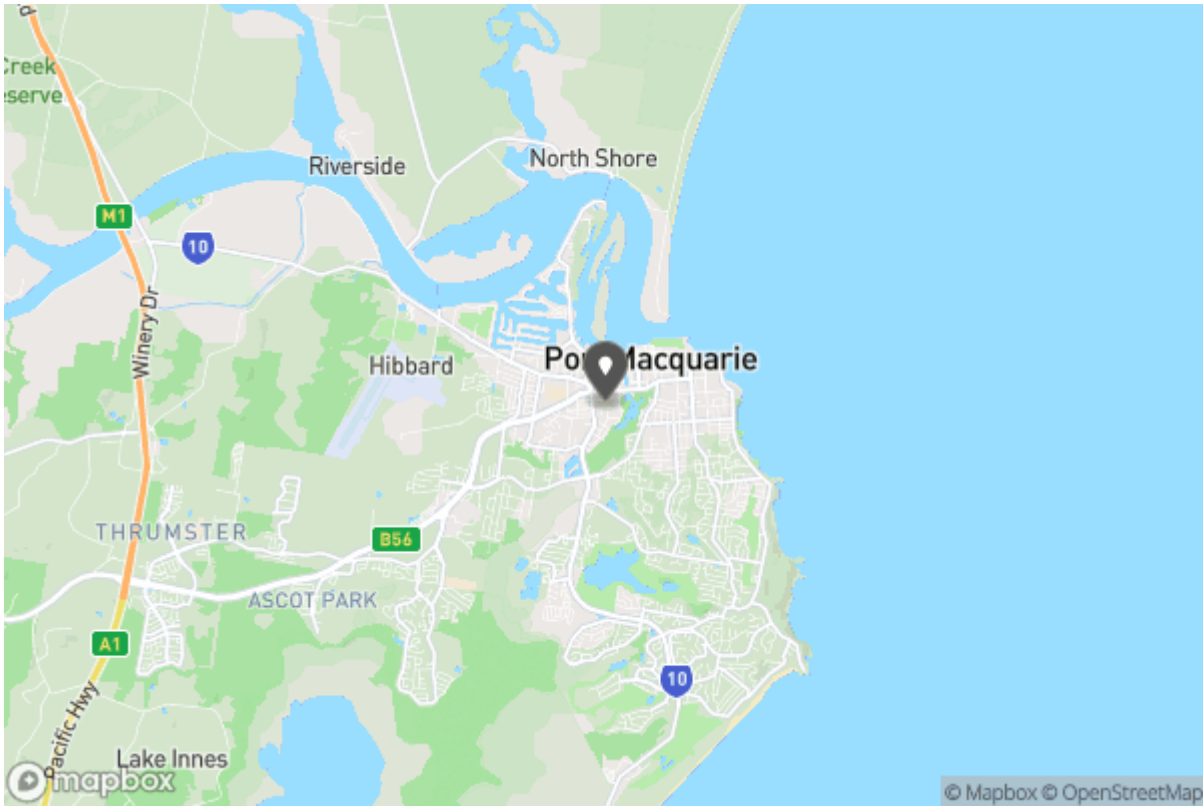 Creek
eserve
Riverside
North Shore
M1
10
Winery Dr
Hibbard
Port Macquarie
THRUMSTER
B56
ASCOT PARK
A1
10
Pacific Hwy
Lake Innes
mapbox
© Mapbox © OpenStreetMap